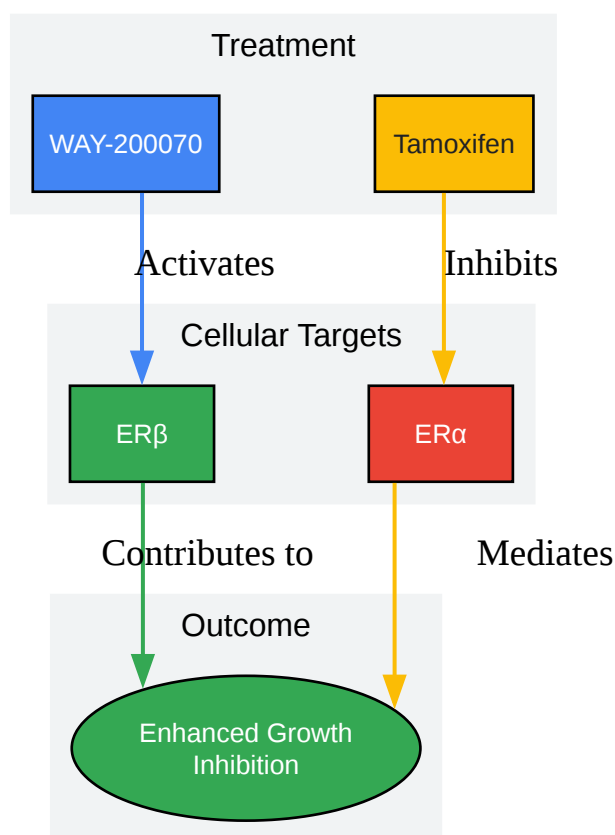 Treatment
WAY-200070
Tamoxifen
Activates
Inhibits
Cellular Targets
ERβ
ERα
Contributes to
Mediates
Outcome
Enhanced Growth
Inhibition